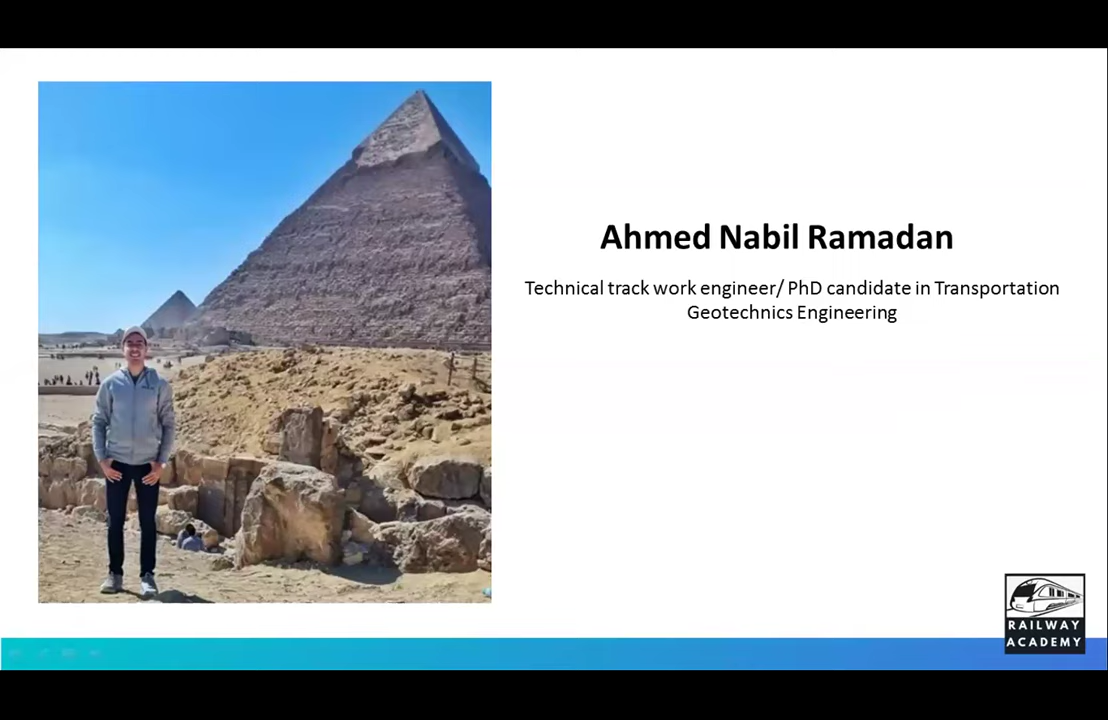 Ahmed Nabil Ramadan
Technical track work engineer/ PhD candidate in Transportation
Geotechnics Engineering
RAILWAY
ACADEMY